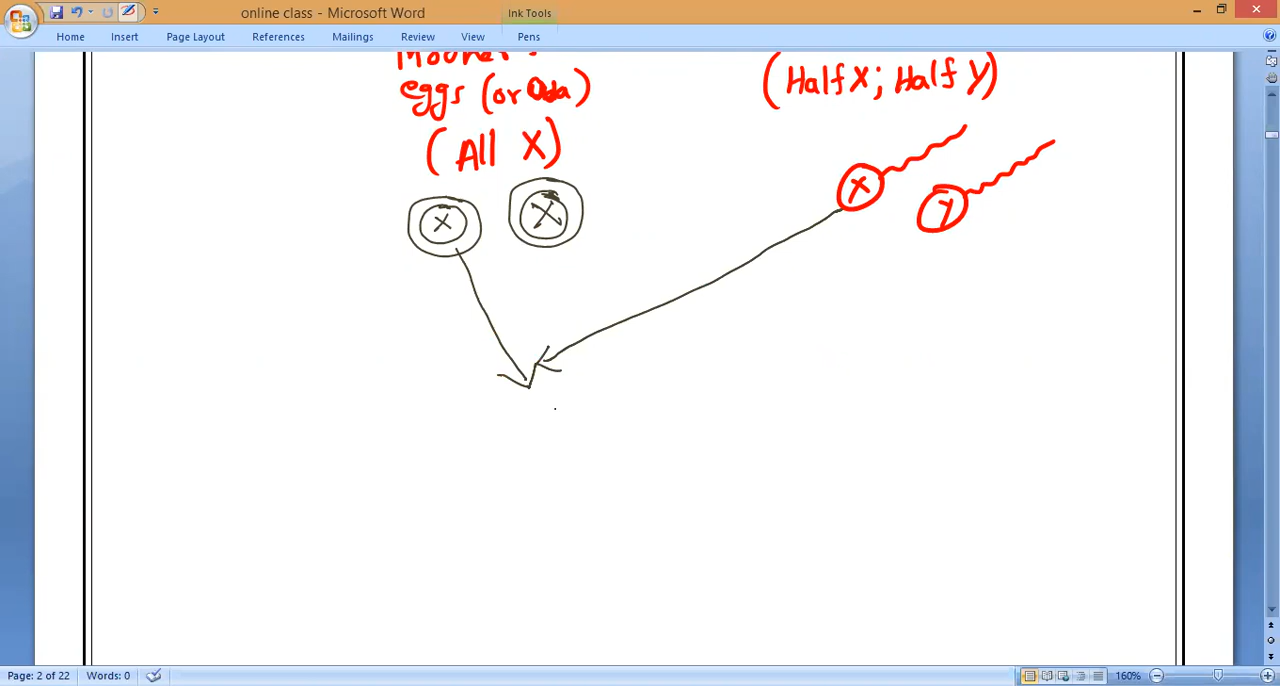 online class - Microsoft Word
Ink Tools
Home Insert Page Layout References Mailings Review View Pens
Mother
eggs (or Ova)
(All X)
(Half X; Half Y)
X X X Y
Page: 2 of 22 Words: 0 160%